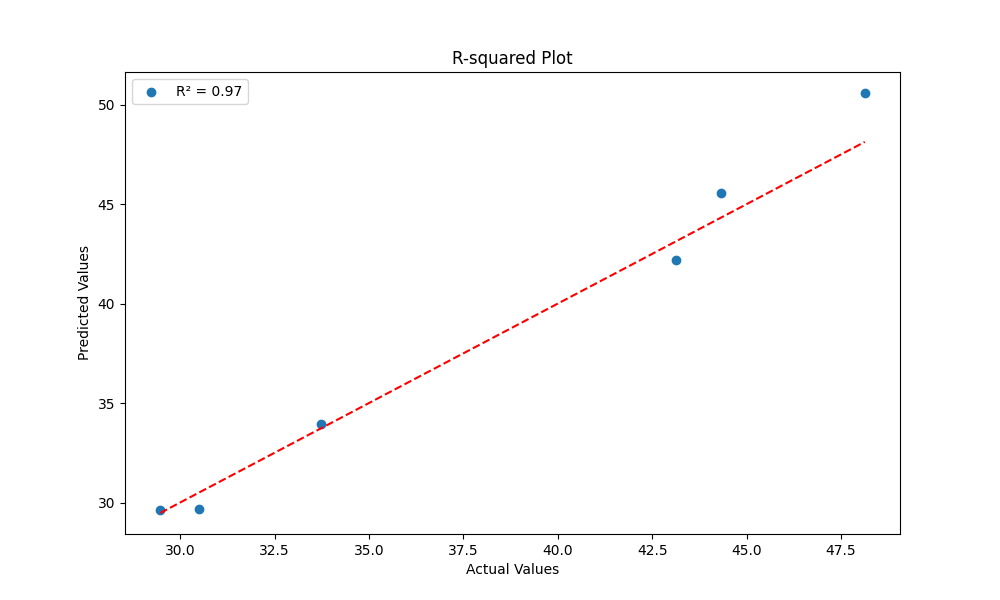 R-squared Plot
R² = 0.97
50
45
40
35
30
Predicted Values
30.0 32.5 35.0 37.5 40.0 42.5 45.0 47.5
Actual Values